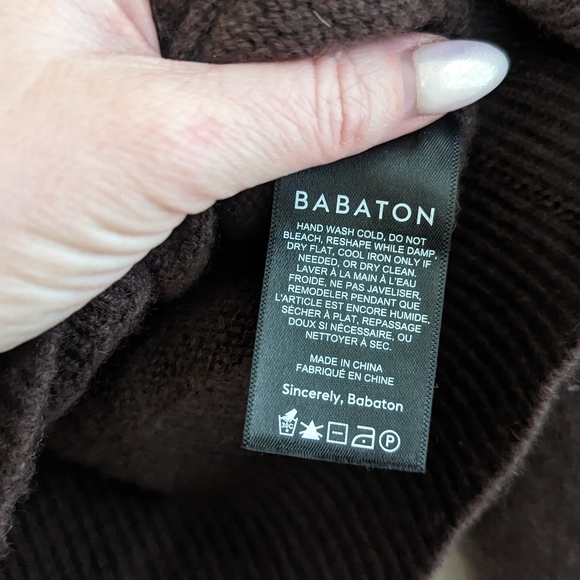 BABATON
HAND WASH COLD, DO NOT
BLEACH, RESHAPE WHILE DAMP,
DRY FLAT, COOL IRON ONLY IF
NEEDED, OR DRY CLEAN.
LAVER À LA MAIN À L'EAU
FROIDE, NE PAS JAVELISER,
REMODELER PENDANT QUE
L'ARTICLE EST ENCORE HUMIDE,
SÉCHER À PLAT, REPASSAGE
DOUX SI NÉCESSAIRE, OU
NETTOYER À SEC.
MADE IN CHINA
FABRIQUÉ EN CHINE
Sincerely, Babaton
30C P